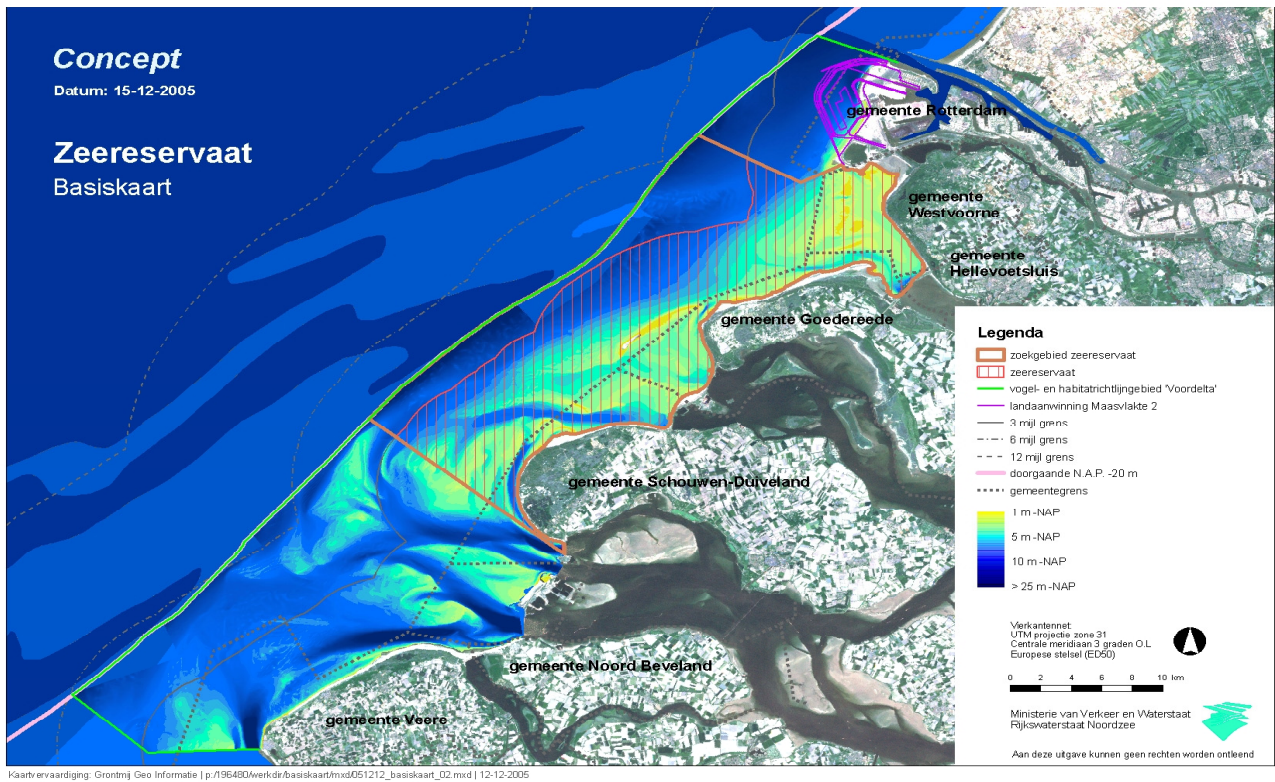 Concept
Datum: 15-12-2005
Zeereservaat
Basiskaart
gemeente Rotterdam
gemeente
Westvoorne
gemeente
Hellevoetsluis
gemeente Goedereede
gemeente Schouwen-Duiveland
gemeente Noord Beveland
gemeente Veere
Legenda
zoekgebied zeereservaat
zeereservaat
vogel- en habitatrichtlijngebied 'Voordelta'
landaanwinning Maasvlakte 2
3 mijl grens
6 mijl grens
12 mijl grens
doorgaande N.A.P. -20 m
gemeentegrens
1 m -NAP
5 m -NAP
10 m -NAP
> 25 m -NAP
Vierkantennet:
UTM projectie zone 31
Centrale meridiaan 3 graden O.L
Europese stelsel (ED50)
0 2 4 6 8 10 km
Ministerie van Verkeer en Waterstaat
Rijkswaterstaat Noordzee
Aan deze uitgave kunnen geen rechten worden ontleend
Kaartvervaardiging: Grontmij Geo Informatie | p:/195480/werkdir/basiskaart/mxd/051212_basiskaart_02.mxd | 12-12-2005